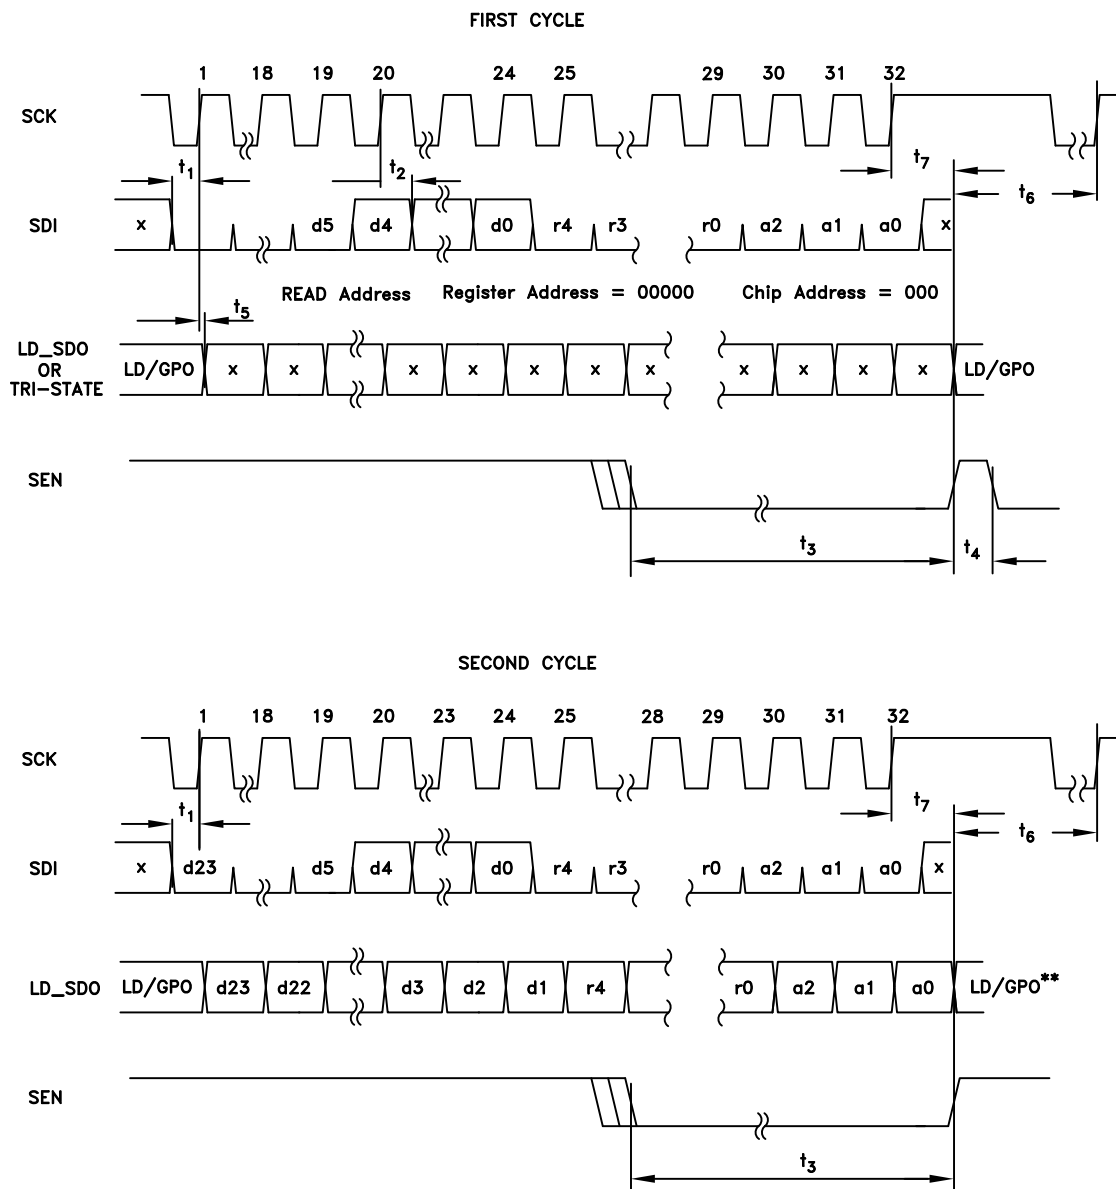 FIRST CYCLE
1 18 19 20 24 25 29 30 31 32
SCK
t1 t2 t7 t6
SDI x d5 d4 d0 r4 r3 r0 a2 a1 a0 x
READ Address Register Address = 00000 Chip Address = 000
t5
LD_SDO
OR
TRI-STATE
LD/GPO x x x x x x x x x x x LD/GPO
SEN
t3 t4
SECOND CYCLE
1 18 19 20 23 24 25 28 29 30 31 32
SCK
t1 t7 t6
SDI x d23 d5 d4 d0 r4 r3 r0 a2 a1 a0 x
LD_SDO LD/GPO d23 d22 d3 d2 d1 r4 r0 a2 a1 a0 LD/GPO**
SEN
t3